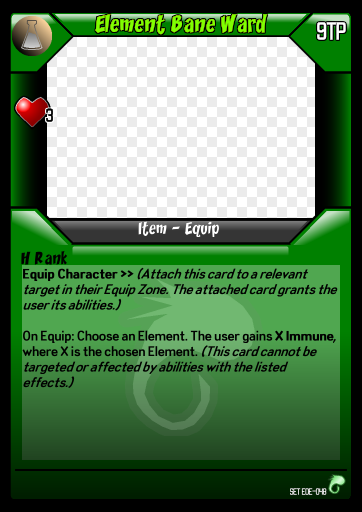 Element Bane Ward
9TP
3
Item - Equip
H Rank
Equip Character >> (Attach this card to a relevant
target in their Equip Zone. The attached card grants the
user its abilities.)
On Equip: Choose an Element. The user gains X Immune,
where X is the chosen Element. (This card cannot be
targeted or affected by abilities with the listed
effects.)
SET EOE-048